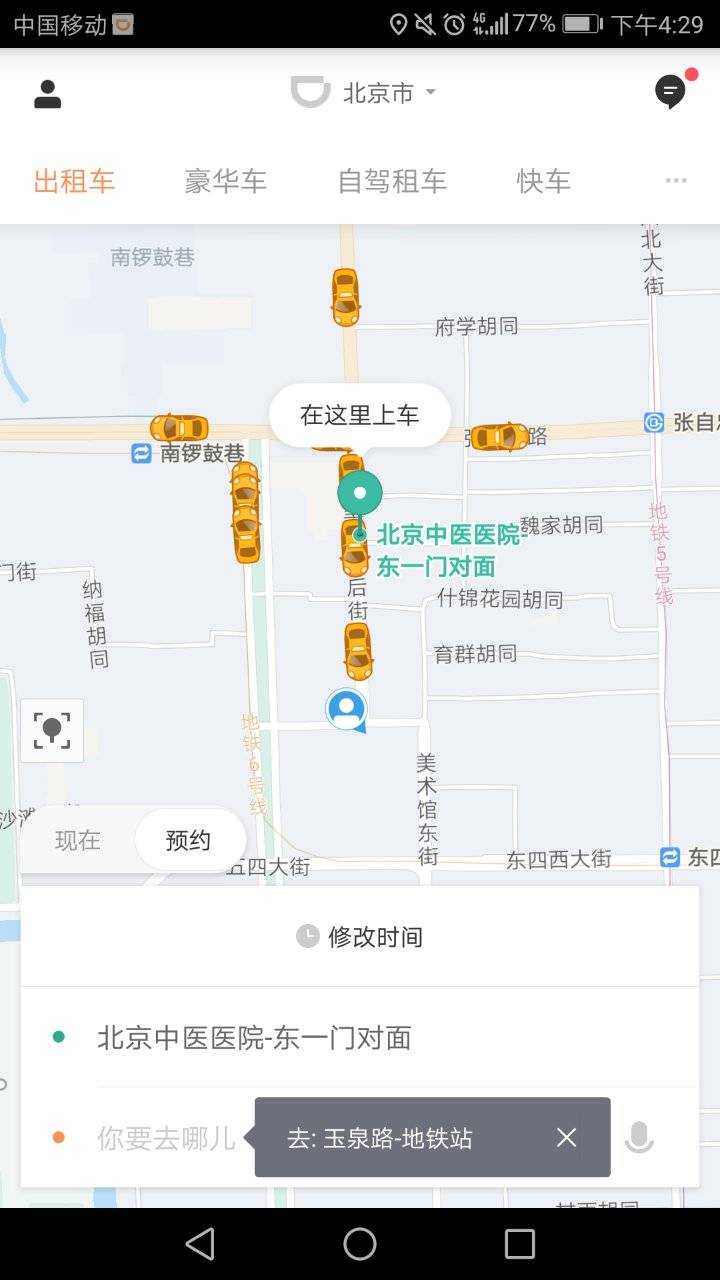 中国移动
4G
77%
下午4:29
北京市
出租车
豪华车
自驾租车
快车
南锣鼓巷
北大街
府学胡同
在这里上车
张自忠
路
南锣鼓巷
北京中医医院-
东一门对面
魏家胡同
地铁5号线
门街
纳福胡同
后街
什锦花园胡同
育群胡同
地铁6号线
美术馆东街
沙滩
现在
预约
五四大街
东四西大街
东四
修改时间
北京中医医院-东一门对面
你要去哪儿
去: 玉泉路-地铁站